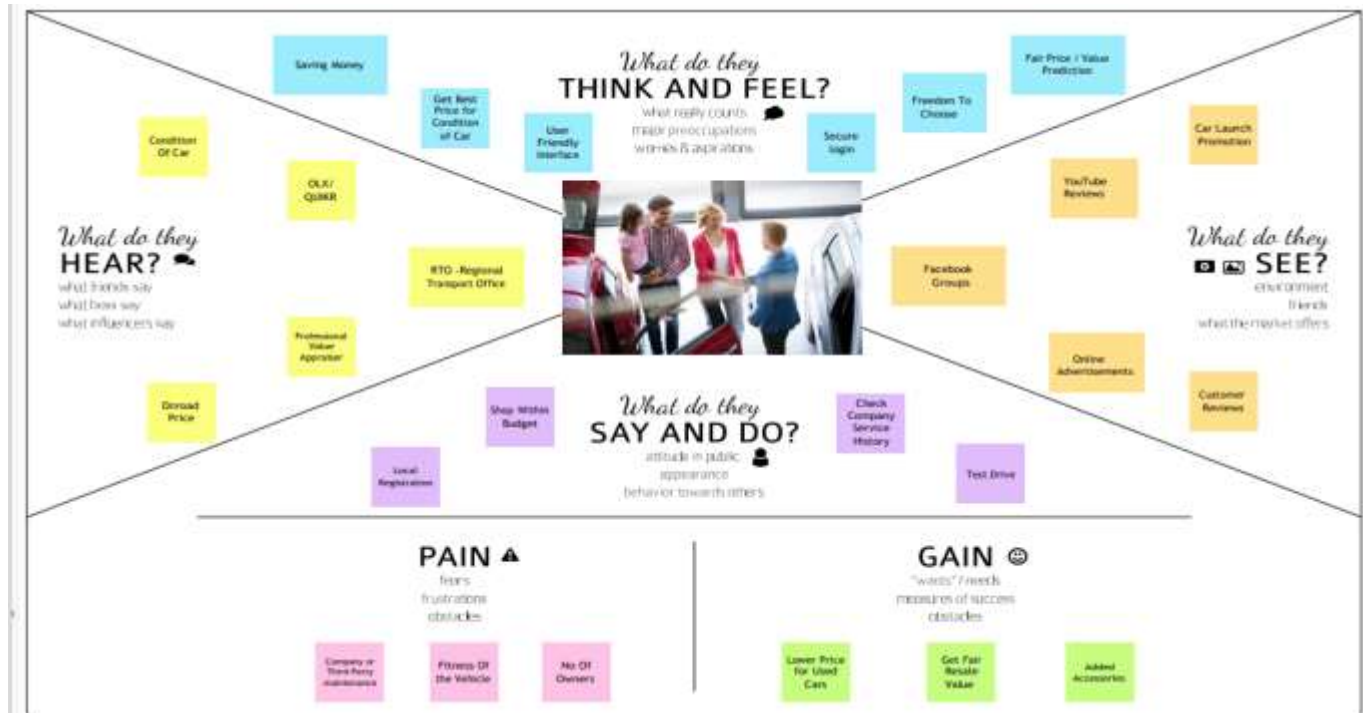 What do they
THINK AND FEEL?
what really counts
major preoccupations
worries & aspirations
Saving Money
Get Best
Price for
Condition
of Car
User
Friendly
Interface
Secure
login
Freedom To
Choose
Fair Price / Value
Prediction
What do they
HEAR?
what friends say
what boss say
what influencers say
Condition
Of Car
OLX/
QUIKR
RTO -Regional
Transport Office
Professional
Value
Appraiser
Onroad
Price
What do they
SEE?
environment
friends
what the market offers
Car Launch
Promotion
YouTube
Reviews
Facebook
Groups
Online
Advertisements
Customer
Reviews
What do they
SAY AND DO?
attitude in public
appearance
behavior towards others
Shop Within
Budget
Local
Registration
Check
Company
Service
History
Test Drive
PAIN
fears
frustrations
obstacles
Company or
Third Party
maintenance
Fitness Of
the Vehicle
No Of
Owners
GAIN
"wants" / needs
measures of success
obstacles
Lower Price
for Used
Cars
Get Fair
Resale
Value
Added
Accessories